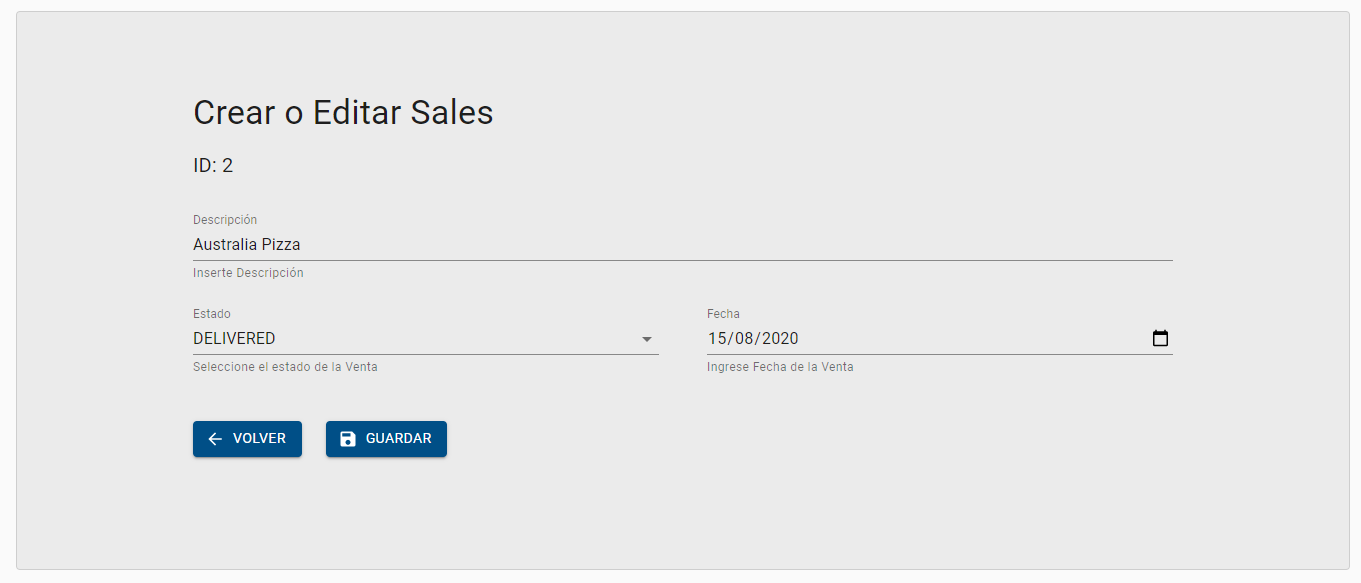 Crear o Editar Sales
ID: 2
Descripción
Australia Pizza
Inserte Descripción
Estado
DELIVERED
Seleccione el estado de la Venta
Fecha
15/08/2020
Ingrese Fecha de la Venta
VOLVER
GUARDAR